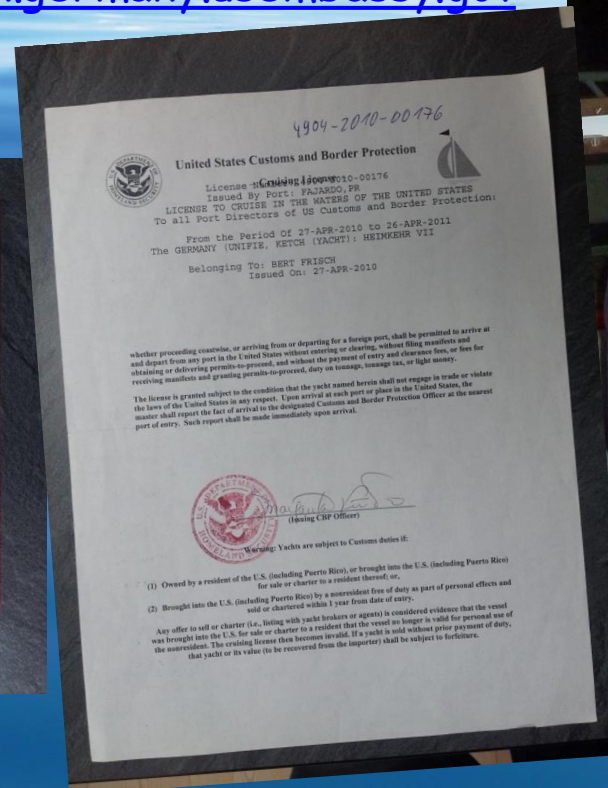 4904-2010-00176
United States Customs and Border Protection
Cruising License
License Number: 2010-00176
Issued By Port: FAJARDO,PR
LICENSE TO CRUISE IN THE WATERS OF THE UNITED STATES
To all Port Directors of US Customs and Border Protection:
From the Period Of 27-APR-2010 to 26-APR-2011
The GERMANY (UNIFIE, KETCH (YACHT): HEIMKEHR VII
Belonging To: BERT FRISCH
Issued On: 27-APR-2010
whether proceeding coastwise, or arriving from or departing for a foreign port, shall be permitted to arrive at
and depart from any port in the United States without entering or clearing, without filing manifests and
obtaining or delivering permits-to-proceed, and without the payment of entry and clearance fees, or fees for
receiving manifests and granting permits-to-proceed, duty on tonnage, tonnage tax, or light money.
The license is granted subject to the condition that the yacht named herein shall not engage in trade or violate
the laws of the United States in any respect. Upon arrival at each port or place in the United States, the
master shall report the fact of arrival to the designated Customs and Border Protection Officer at the nearest
port of entry. Such report shall be made immediately upon arrival.
U.S. DEPARTMENT
HOMELAND SECURITY
(Issuing CBP Officer)
Warning: Yachts are subject to Customs duties if:
(1) Owned by a resident of the U.S. (including Puerto Rico), or brought into the U.S. (including Puerto Rico)
for sale or charter to a resident thereof; or,
(2) Brought into the U.S. (including Puerto Rico) by a nonresident free of duty as part of personal effects and
sold or chartered within 1 year from date of entry.
Any offer to sell or charter (i.e., listing with yacht brokers or agents) is considered evidence that the vessel
was brought into the U.S. for sale or charter to a resident that the vessel no longer is valid for personal use of
the nonresident. The cruising license then becomes invalid. If a yacht is sold without prior payment of duty,
that yacht or its value (to be recovered from the importer) shall be subject to forfeiture.